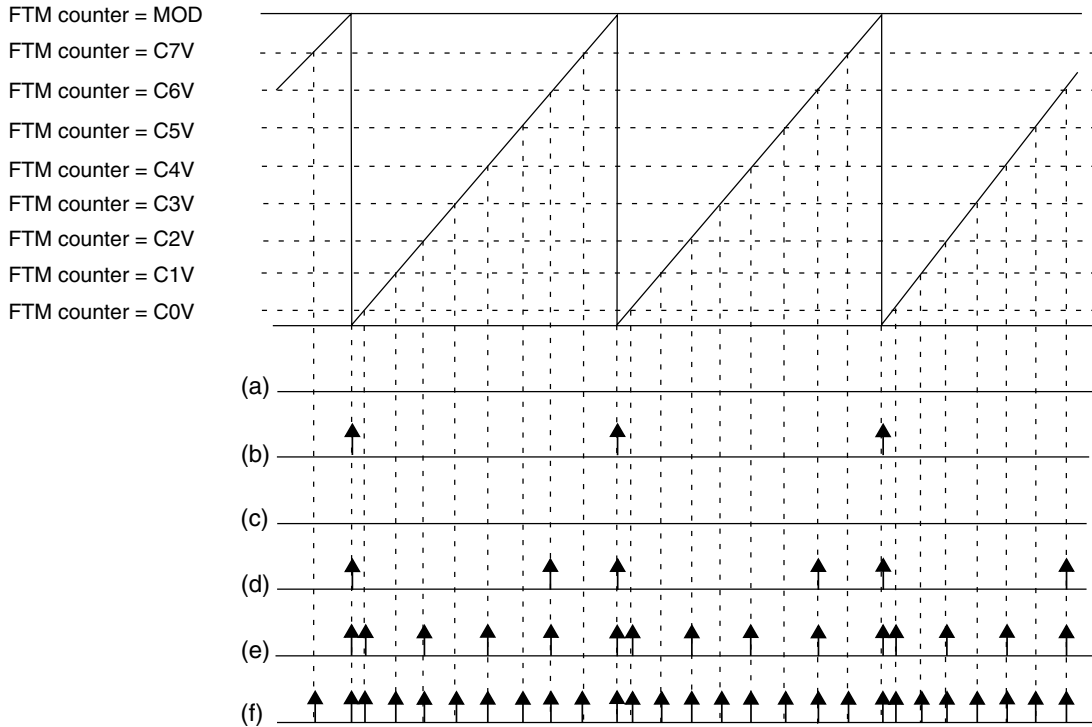 FTM counter = MOD
FTM counter = C7V
FTM counter = C6V
FTM counter = C5V
FTM counter = C4V
FTM counter = C3V
FTM counter = C2V
FTM counter = C1V
FTM counter = C0V
(a)
(b)
(c)
(d)
(e)
(f)